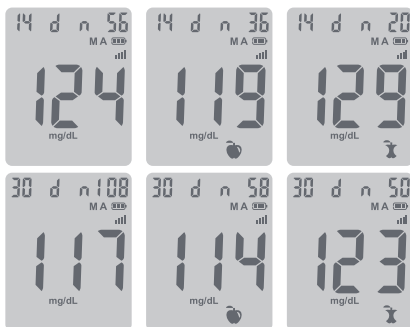 14 d n 56
MA
124
mg/dL
14 d n 36
MA
119
mg/dL
14 d n 20
MA
129
mg/dL
30 d n108
MA
117
mg/dL
30 d n 58
MA
114
mg/dL
30 d n 50
MA
123
mg/dL